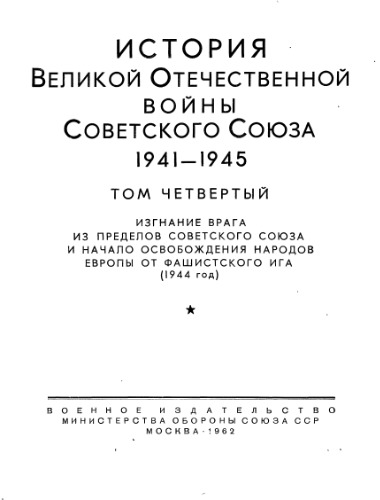 ИСТОРИЯ
ВЕЛИКОЙ ОТЕЧЕСТВЕННОЙ
ВОЙНЫ
СОВЕТСКОГО СОЮЗА
1941—1945
ТОМ ЧЕТВЕРТЫЙ
ИЗГНАНИЕ ВРАГА
ИЗ ПРЕДЕЛОВ СОВЕТСКОГО СОЮЗА
И НАЧАЛО ОСВОБОЖДЕНИЯ НАРОДОВ
ЕВРОПЫ ОТ ФАШИСТСКОГО ИГА
(1944 год)
★
ВОЕННОЕ ИЗДАТЕЛЬСТВО
МИНИСТЕРСТВА ОБОРОНЫ СОЮЗА ССР
МОСКВА-1962